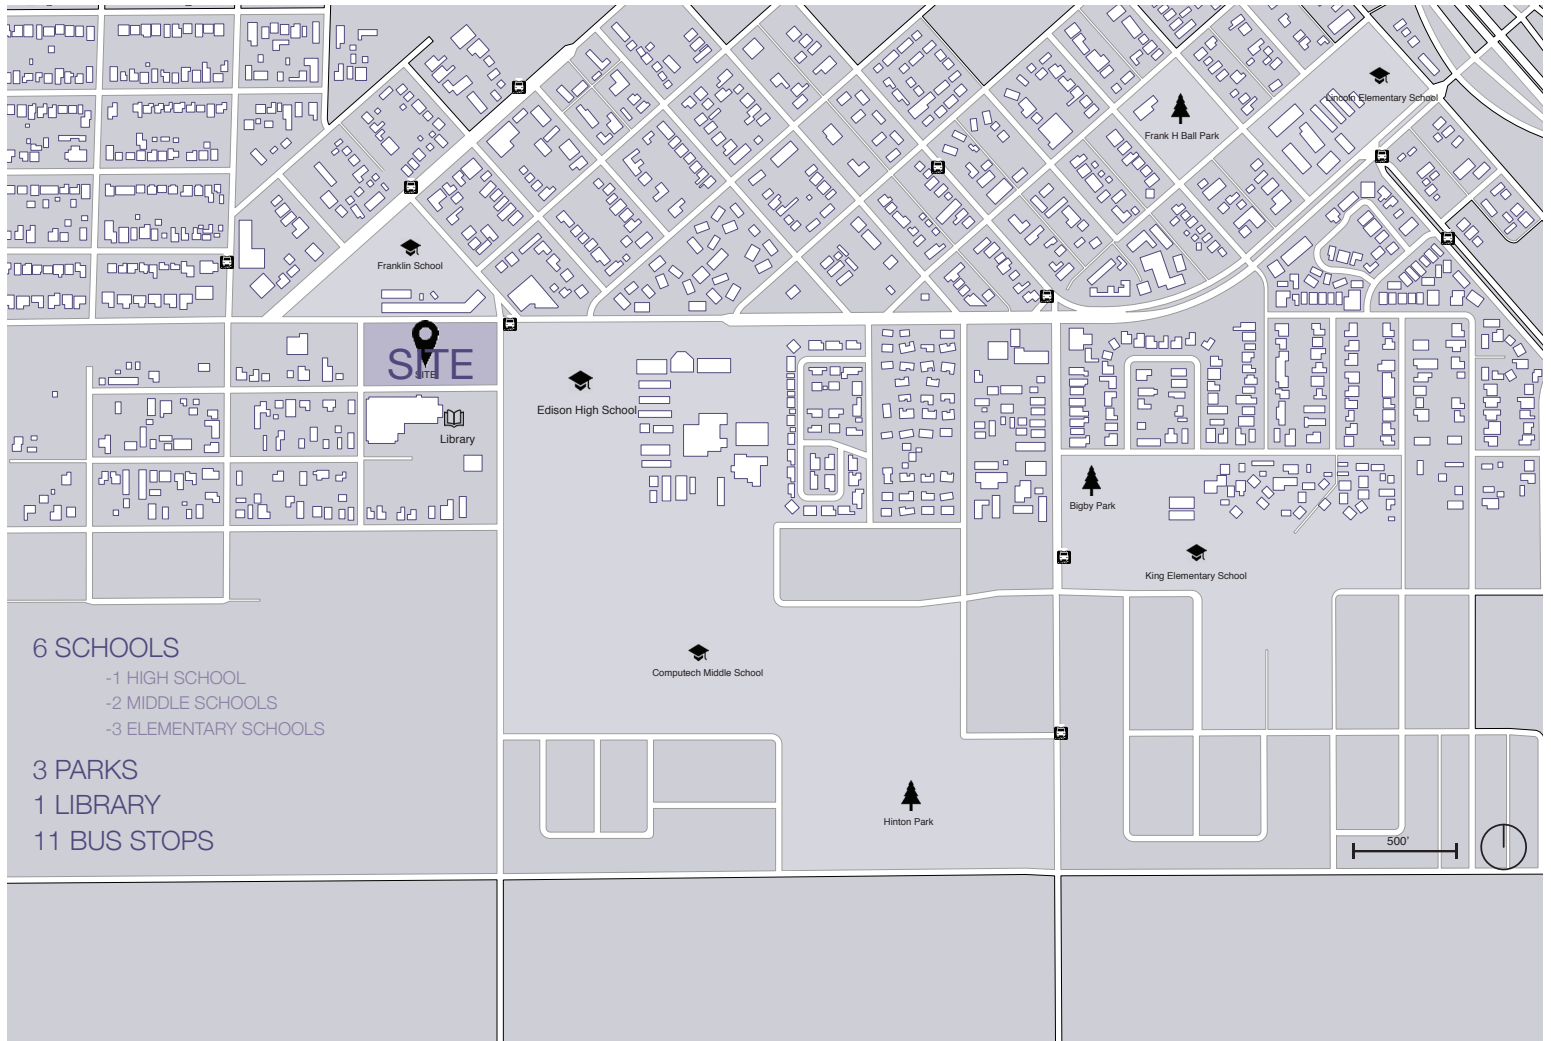 Lincoln Elementary School
Frank H Ball Park
Franklin School
SITE
SITE
Edison High School
Library
Bigby Park
King Elementary School
Computech Middle School
Hinton Park
6 SCHOOLS
-1 HIGH SCHOOL
-2 MIDDLE SCHOOLS
-3 ELEMENTARY SCHOOLS
3 PARKS
1 LIBRARY
11 BUS STOPS
500'